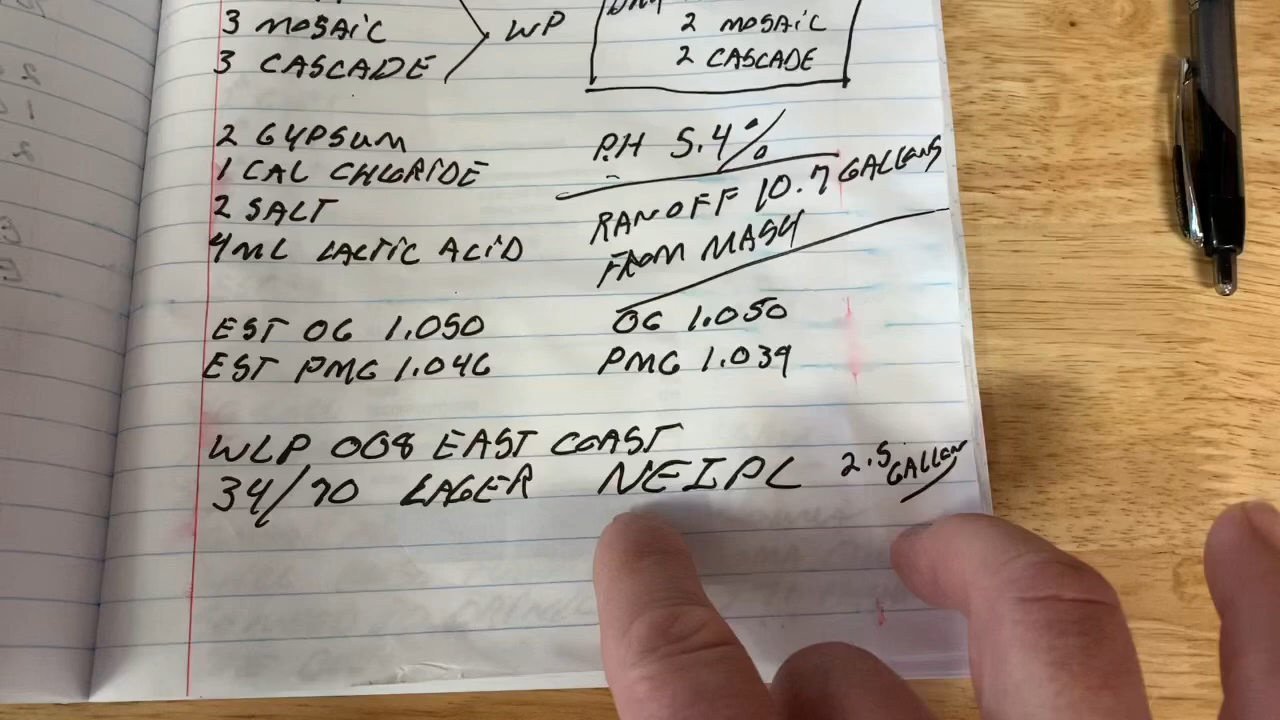 3 MOSAIC
3 CASCADE
WP
DRY
2 MOSAIC
2 CASCADE
2 GYPSUM
1 CAL CHLORIDE
2 SALT
4ML LACTIC ACID
PH 5.4%
RANOFF 10.7 GALLONS
FROM MASH
EST OG 1.050
EST PMG 1.046
OG 1.050
PMG 1.039
WLP 008 EAST COAST
34/70 LAGER NEIPL 2.5 GALLON